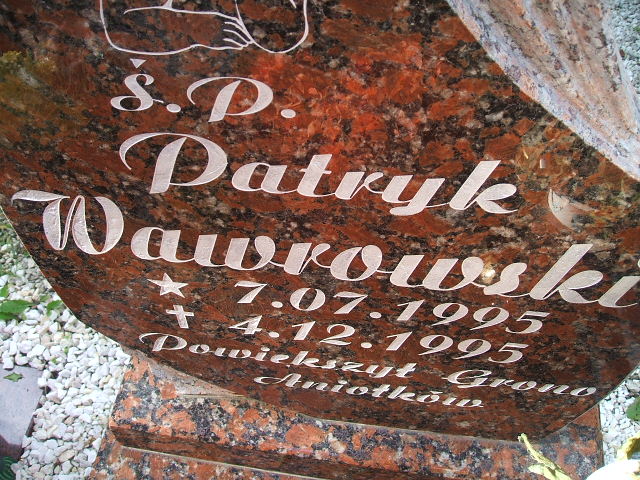 Ś.P.
Patryk
Wawrowski
7.07.1995
4.12.1995
Powiększył Grono
Aniołków